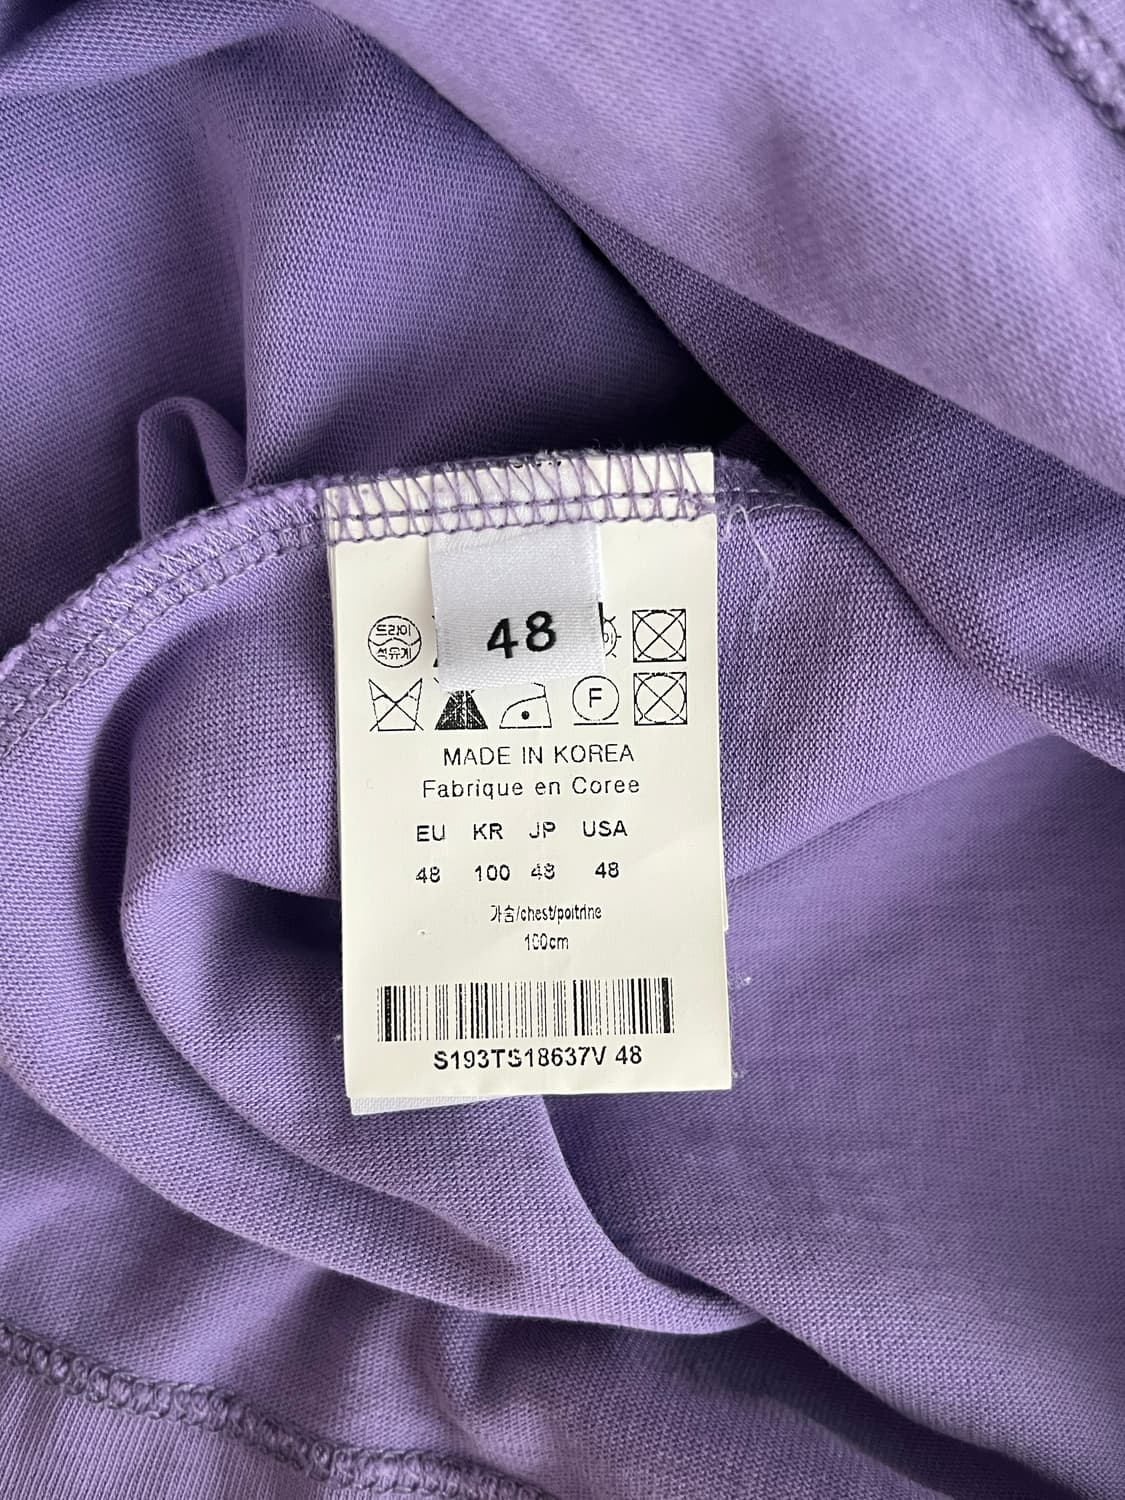 48
드라이
석유계
F
MADE IN KOREA
Fabrique en Coree
EU KR JP USA
48 100 48 48
가슴/chest/poitrine
100cm
S193TS18637V 48